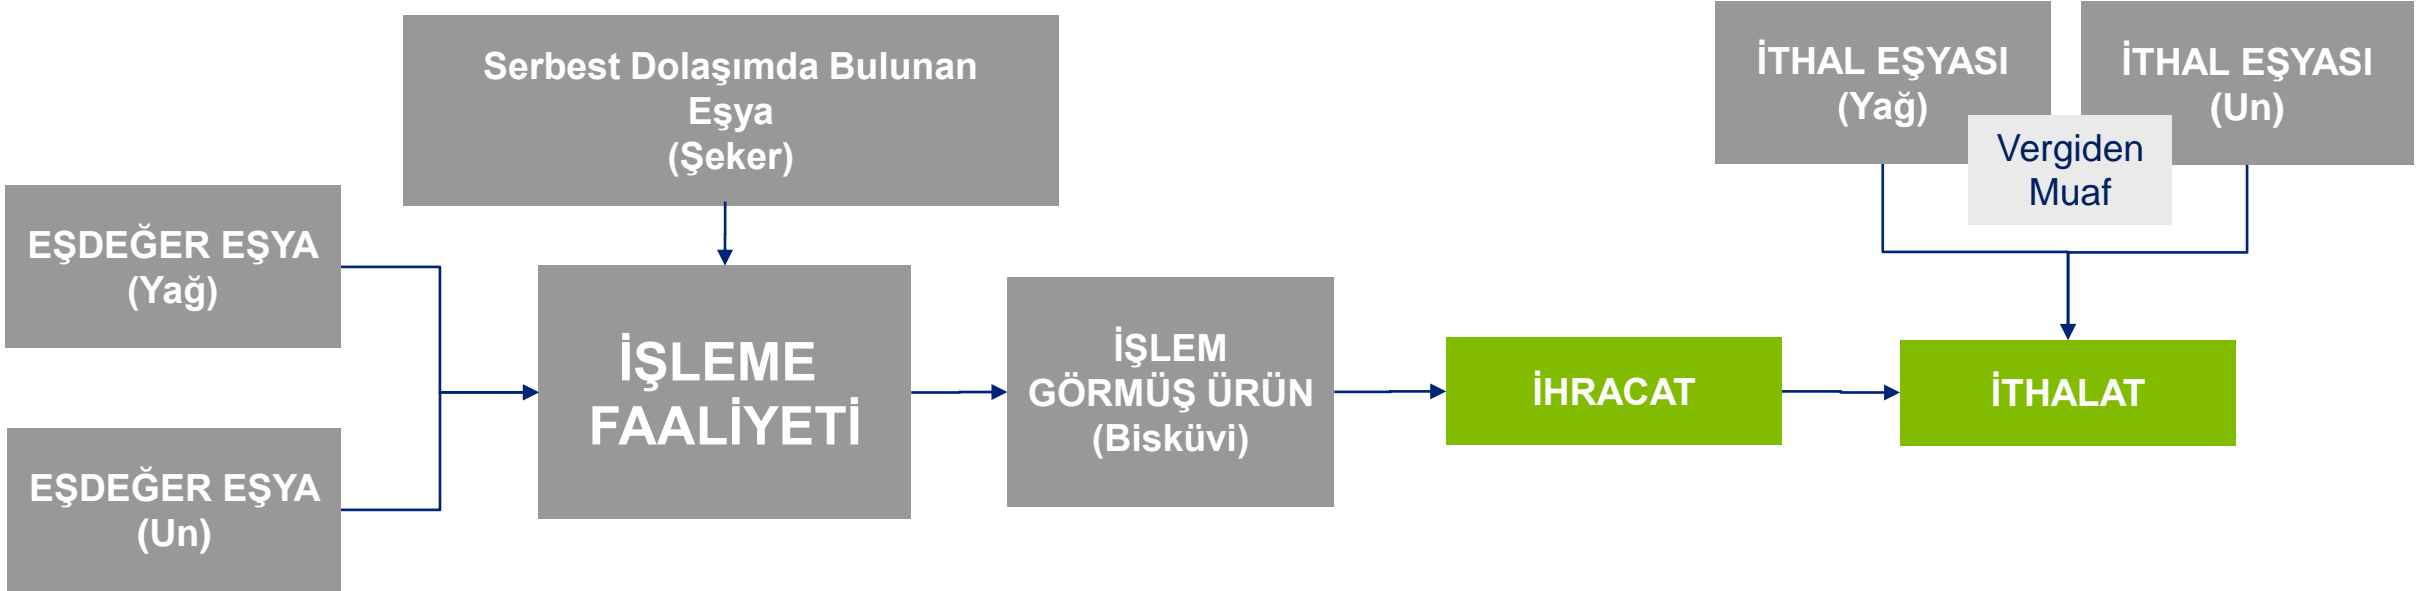 Serbest Dolaşımda Bulunan
Eşya
(Şeker)
İTHAL EŞYASI
(Yağ)
İTHAL EŞYASI
(Un)
Vergiden
Muaf
EŞDEĞER EŞYA
(Yağ)
EŞDEĞER EŞYA
(Un)
İŞLEME
FAALİYETİ
İŞLEM
GÖRMÜŞ ÜRÜN
(Bisküvi)
İHRACAT
İTHALAT